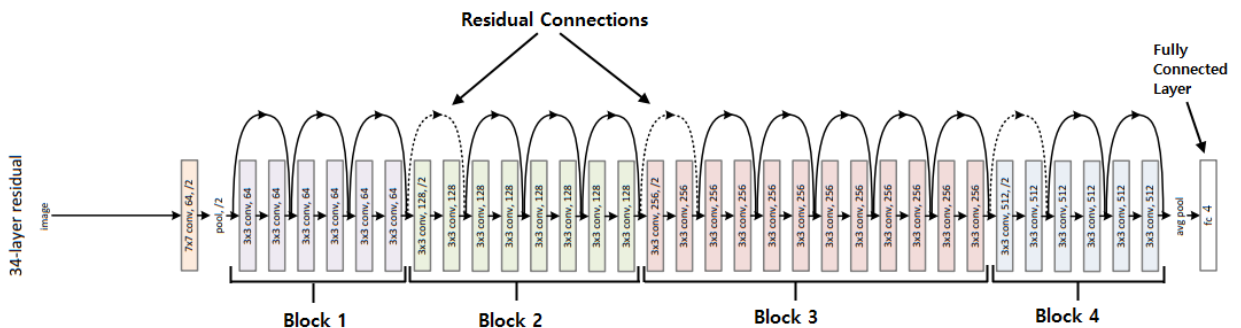 Residual Connections
Fully
Connected
Layer
34-layer residual
image
7x7 conv, 64, /2
pool, /2
3x3 conv, 64
3x3 conv, 64
3x3 conv, 64
3x3 conv, 64
3x3 conv, 64
3x3 conv, 64
3x3 conv, 128, /2
3x3 conv, 128
3x3 conv, 128
3x3 conv, 128
3x3 conv, 128
3x3 conv, 128
3x3 conv, 128
3x3 conv, 128
3x3 conv, 256, /2
3x3 conv, 256
3x3 conv, 256
3x3 conv, 256
3x3 conv, 256
3x3 conv, 256
3x3 conv, 256
3x3 conv, 256
3x3 conv, 256
3x3 conv, 256
3x3 conv, 256
3x3 conv, 256
3x3 conv, 512, /2
3x3 conv, 512
3x3 conv, 512
3x3 conv, 512
3x3 conv, 512
3x3 conv, 512
avg pool
fc 4
Block 1
Block 2
Block 3
Block 4